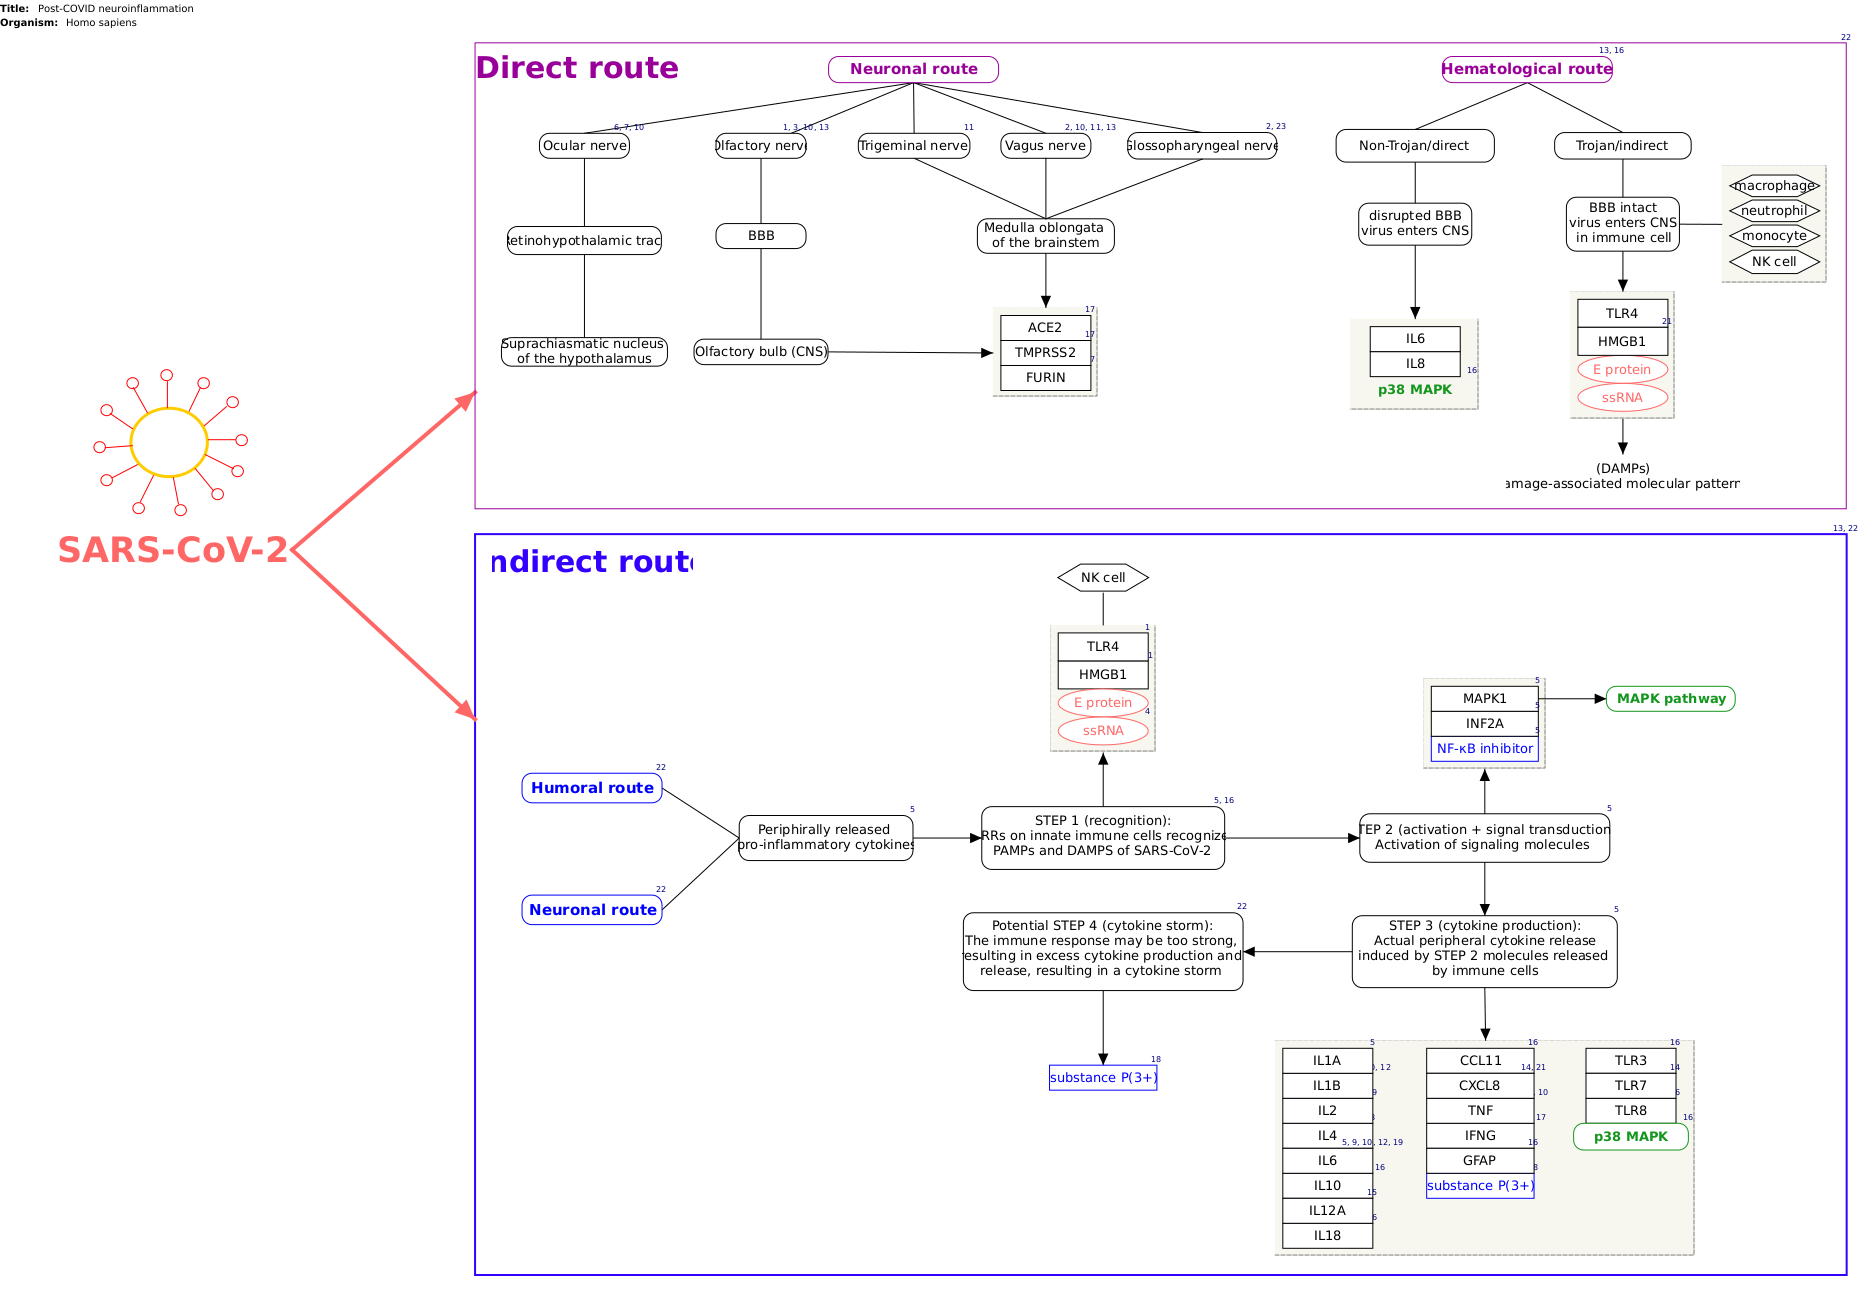 Title: Post-COVID neuroinflammation
Organism: Homo sapiens
22
Direct route
Neuronal route
13, 16
Hematological route
6, 7, 10
1, 3, 10, 13
11
2, 10, 11, 13
2, 23
Ocular nerve
Olfactory nerve
Trigeminal nerve
Vagus nerve
Glossopharyngeal nerve
Non-Trojan/direct
Trojan/indirect
macrophage
neutrophil
monocyte
NK cell
retinohypothalamic trac
BBB
Medulla oblongata
of the brainstem
disrupted BBB
virus enters CNS
BBB intact
virus enters CNS
in immune cell
Suprachiasmatic nucleus
of the hypothalamus
Olfactory bulb (CNS)
17
ACE2
17
TMPRSS2
7
FURIN
IL6
IL8
16
p38 MAPK
TLR4
21
HMGB1
E protein
ssRNA
(DAMPs)
amage-associated molecular pattern
SARS-CoV-2
13, 22
ndirect route
NK cell
1
TLR4
1
HMGB1
E protein
4
ssRNA
5
MAPK1
5
INF2A
5
NF-κB inhibitor
MAPK pathway
22
Humoral route
22
Neuronal route
5
Periphirally released
pro-inflammatory cytokines
5, 16
STEP 1 (recognition):
RRs on innate immune cells recognize
PAMPs and DAMPS of SARS-CoV-2
5
TEP 2 (activation + signal transduction
Activation of signaling molecules
22
Potential STEP 4 (cytokine storm):
The immune response may be too strong,
resulting in excess cytokine production and
release, resulting in a cytokine storm
5
STEP 3 (cytokine production):
Actual peripheral cytokine release
induced by STEP 2 molecules released
by immune cells
18
substance P(3+)
5
IL1A
, 12
IL1B
9
IL2
IL4
5, 9, 10, 12, 19
IL6
16
IL10
15
IL12A
6
IL18
16
CCL11
14, 21
CXCL8
, 10
TNF
17
IFNG
16
GFAP
8
substance P(3+)
16
TLR3
14
TLR7
6
TLR8
16
p38 MAPK